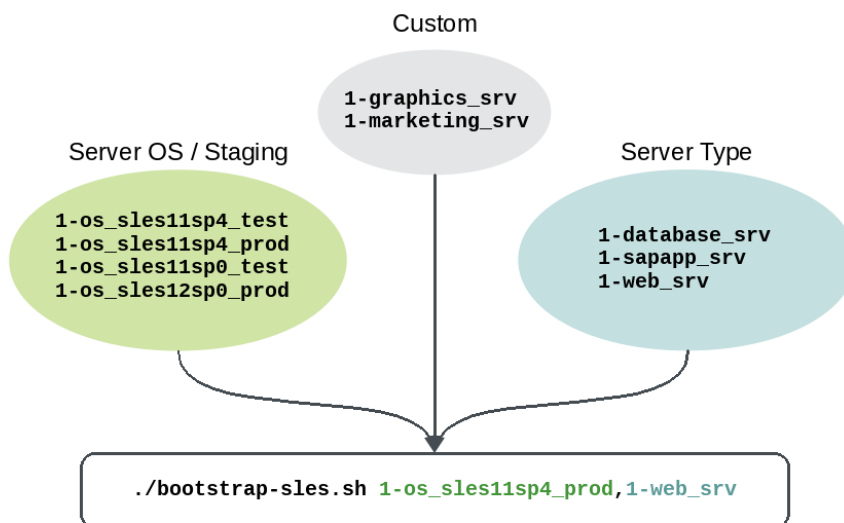 Custom
1-graphics_srv
1-marketing_srv
Server OS / Staging
1-os_sles11sp4_test
1-os_sles11sp4_prod
1-os_sles11sp0_test
1-os_sles12sp0_prod
Server Type
1-database_srv
1-sapapp_srv
1-web_srv
./bootstrap-sles.sh 1-os_sles11sp4_prod,1-web_srv